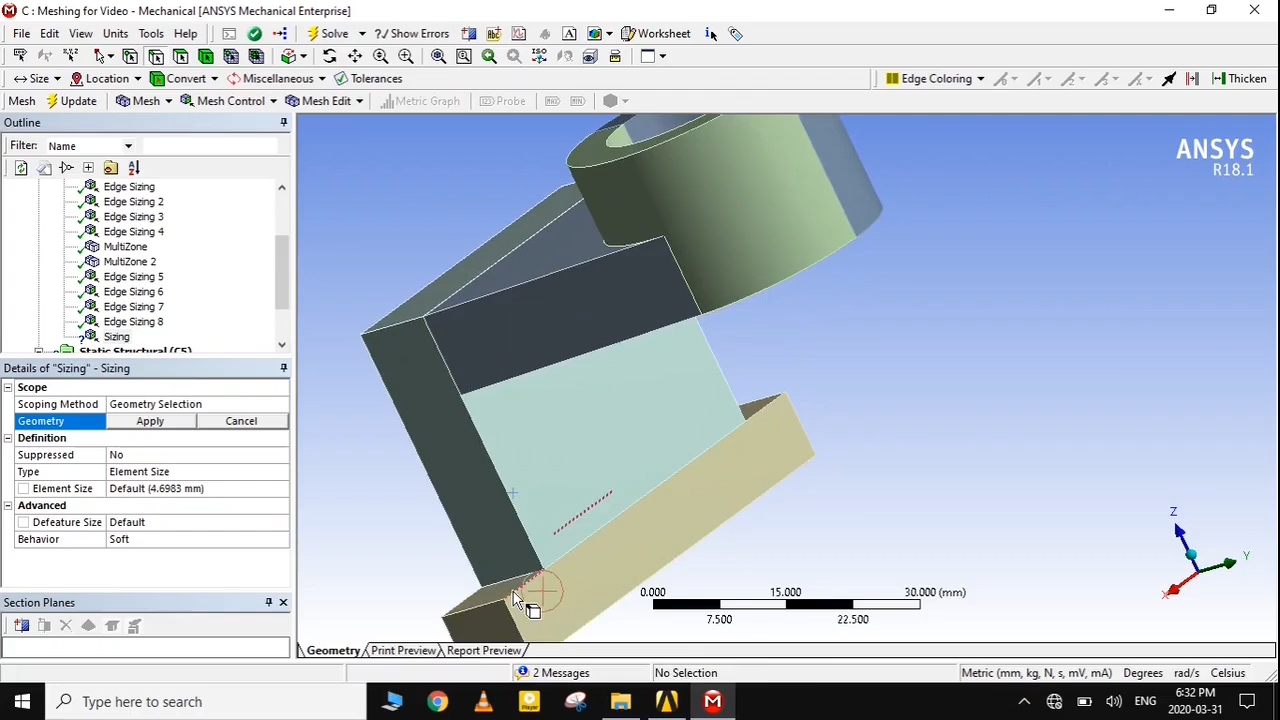 C : Meshing for Video - Mechanical [ANSYS Mechanical Enterprise]
File Edit View Units Tools Help Solve Show Errors Worksheet
Size Location Convert Miscellaneous Tolerances Edge Coloring Thicken
Mesh Update Mesh Mesh Control Mesh Edit Metric Graph Probe
Outline
Filter: Name
Edge Sizing
Edge Sizing 2
Edge Sizing 3
Edge Sizing 4
MultiZone
MultiZone 2
Edge Sizing 5
Edge Sizing 6
Edge Sizing 7
Edge Sizing 8
Sizing
Static Structural (C5)
Details of "Sizing" - Sizing
Scope
Scoping Method Geometry Selection
Geometry Apply Cancel
Definition
Suppressed No
Type Element Size
Element Size Default (4.6983 mm)
Advanced
Defeature Size Default
Behavior Soft
Section Planes
ANSYS
R18.1
Z
Y
X
0.000 15.000 30.000 (mm)
7.500 22.500
Geometry Print Preview Report Preview
2 Messages No Selection Metric (mm, kg, N, s, mV, mA) Degrees rad/s Celsius
Type here to search
ENG
6:32 PM
2020-03-31